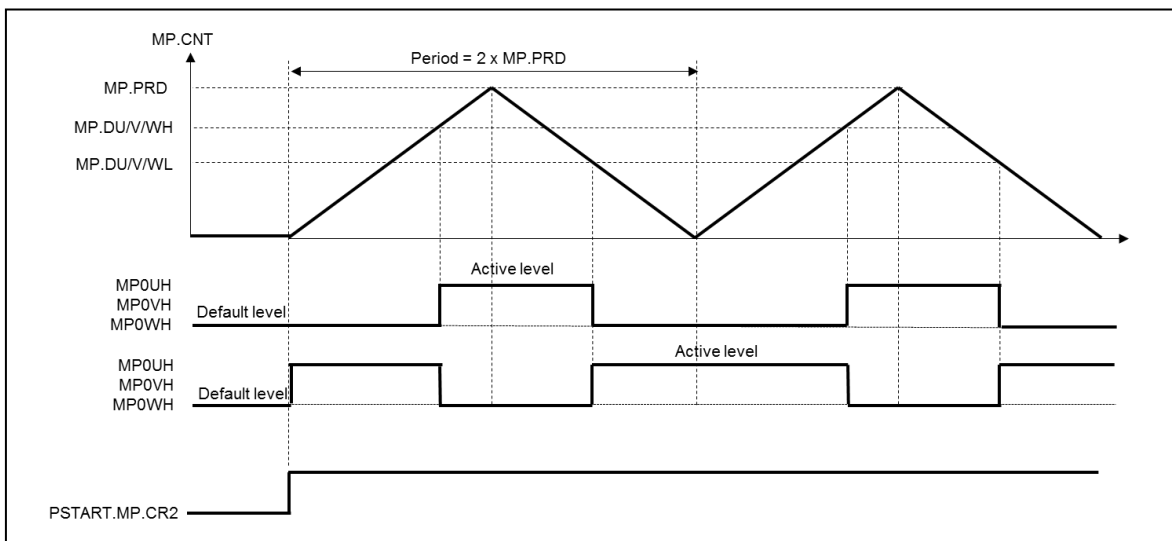 MP.CNT
Period = 2 x MP.PRD
MP.PRD
MP.DU/V/WH
MP.DU/V/WL
Active level
MP0UH
MP0VH
MP0WH
Default level
Active level
MP0UH
MP0VH
MP0WH
Default level
PSTART.MP.CR2